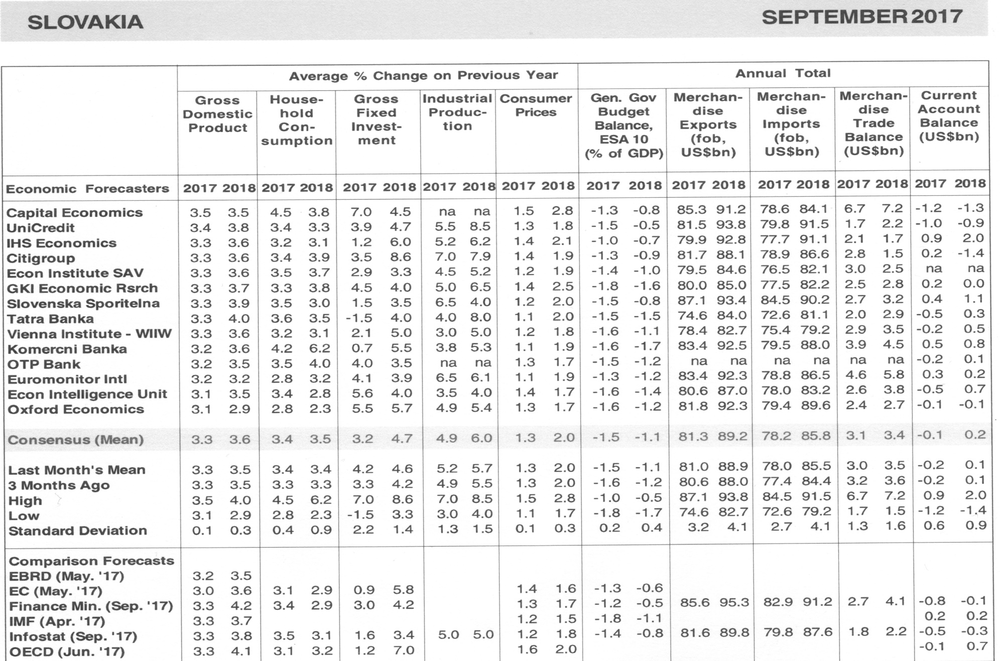 SLOVAKIA SEPTEMBER 2017
Average % Change on Previous Year Annual Total
Gross House- Gross Industrial Consumer Gen. Gov Merchan- Merchan- Merchan- Current
Domestic hold Fixed Produc- Prices Budget dise dise dise Account
Product Con- Invest- tion Balance, Exports Imports Trade Balance
sumption ment ESA 10 (fob, (fob, Balance (US$bn)
(% of GDP) US$bn) US$bn) (US$bn)
Economic Forecasters 2017 2018 2017 2018 2017 2018 2017 2018 2017 2018 2017 2018 2017 2018 2017 2018 2017 2018 2017 2018
Capital Economics 3.5 3.5 4.5 3.8 7.0 4.5 na na 1.5 2.8 -1.3 -0.8 85.3 91.2 78.6 84.1 6.7 7.2 -1.2 -1.3
UniCredit 3.4 3.8 3.4 3.3 3.9 4.7 5.5 8.5 1.3 1.8 -1.5 -0.5 81.5 93.8 79.8 91.5 1.7 2.2 -1.0 -0.9
IHS Economics 3.3 3.6 3.2 3.1 1.2 6.0 5.2 6.2 1.4 2.1 -1.0 -0.7 79.9 92.8 77.7 91.1 2.1 1.7 0.9 2.0
Citigroup 3.3 3.6 3.4 3.9 3.5 8.6 7.0 7.9 1.4 1.9 -1.3 -0.9 81.7 88.1 78.9 86.6 2.8 1.5 0.2 -1.4
Econ Institute SAV 3.3 3.6 3.5 3.7 2.9 3.3 4.5 5.2 1.2 1.9 -1.4 -1.0 79.5 84.6 76.5 82.1 3.0 2.5 na na
GKI Economic Rsrch 3.3 3.7 3.3 3.8 4.5 4.0 5.0 6.5 1.4 2.5 -1.8 -1.6 80.0 85.0 77.5 82.2 2.5 2.8 0.2 0.0
Slovenska Sporitelna 3.3 3.9 3.5 3.0 1.5 3.5 6.5 4.0 1.2 2.0 -1.5 -0.8 87.1 93.4 84.5 90.2 2.7 3.2 0.4 1.1
Tatra Banka 3.3 4.0 3.6 3.5 -1.5 4.0 4.0 8.0 1.1 2.0 -1.5 -1.5 74.6 84.0 72.6 81.1 2.0 2.9 -0.5 0.3
Vienna Institute - WIIW 3.3 3.6 3.2 3.1 2.1 5.0 3.0 5.0 1.2 1.8 -1.6 -1.1 78.4 82.7 75.4 79.2 2.9 3.5 -0.2 0.5
Komercni Banka 3.2 3.6 4.2 6.2 0.7 5.5 3.8 5.3 1.1 1.9 -1.6 -1.7 83.4 92.5 79.5 88.0 3.9 4.5 0.5 0.8
OTP Bank 3.2 3.5 3.5 4.0 4.0 3.5 na na 1.3 1.7 -1.5 -1.2 na na na na na na -0.2 0.1
Euromonitor Intl 3.2 3.2 2.8 3.2 4.1 3.9 6.5 6.1 1.1 1.9 -1.3 -1.2 83.4 92.3 78.8 86.5 4.6 5.8 0.3 0.2
Econ Intelligence Unit 3.1 3.5 3.4 2.8 5.6 4.0 3.5 4.0 1.4 1.7 -1.6 -1.4 80.6 87.0 78.0 83.2 2.6 3.8 -0.5 0.7
Oxford Economics 3.1 2.9 2.8 2.3 5.5 5.7 4.9 5.4 1.3 1.7 -1.6 -1.2 81.8 92.3 79.4 89.6 2.4 2.7 -0.1 -0.1
Consensus (Mean) 3.3 3.6 3.4 3.5 3.2 4.7 4.9 6.0 1.3 2.0 -1.5 -1.1 81.3 89.2 78.2 85.8 3.1 3.4 -0.1 0.2
Last Month's Mean 3.3 3.5 3.4 3.4 4.2 4.6 5.2 5.7 1.3 2.0 -1.5 -1.1 81.0 88.9 78.0 85.5 3.0 3.5 -0.2 0.1
3 Months Ago 3.3 3.5 3.3 3.3 3.3 4.2 4.9 5.5 1.3 2.0 -1.6 -1.2 80.6 88.0 77.4 84.4 3.2 3.6 -0.2 0.1
High 3.5 4.0 4.5 6.2 7.0 8.6 7.0 8.5 1.5 2.8 -1.0 -0.5 87.1 93.8 84.5 91.5 6.7 7.2 0.9 2.0
Low 3.1 2.9 2.8 2.3 -1.5 3.3 3.0 4.0 1.1 1.7 -1.8 -1.7 74.6 82.7 72.6 79.2 1.7 1.5 -1.2 -1.4
Standard Deviation 0.1 0.3 0.4 0.9 2.2 1.4 1.3 1.5 0.1 0.3 0.2 0.4 3.2 4.1 2.7 4.1 1.3 1.6 0.6 0.9
Comparison Forecasts
EBRD (May. '17) 3.2 3.5
EC (May. '17) 3.0 3.6 3.1 2.9 0.9 5.8 1.4 1.6 -1.3 -0.6
Finance Min. (Sep. '17) 3.3 4.2 3.4 2.9 3.0 4.2 1.3 1.7 -1.2 -0.5 85.6 95.3 82.9 91.2 2.7 4.1 -0.8 -0.1
IMF (Apr. '17) 3.3 3.7 1.2 1.5 -1.8 -1.1 0.2 0.2
Infostat (Sep. '17) 3.3 3.8 3.5 3.1 1.6 3.4 5.0 5.0 1.2 1.8 -1.4 -0.8 81.6 89.8 79.8 87.6 1.8 2.2 -0.5 -0.3
OECD (Jun. '17) 3.3 4.1 3.1 3.2 1.2 7.0 1.6 2.0 -0.1 0.7